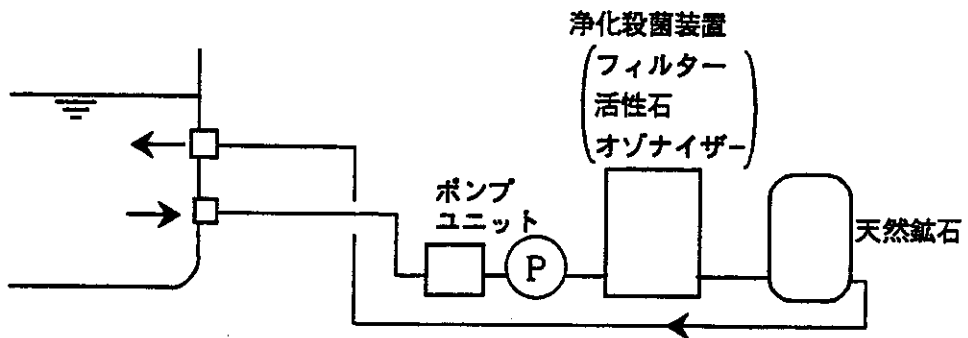 浄化殺菌装置
フィルター
活性石
オゾナイザー
ポンプ
ユニット
P
天然鉱石